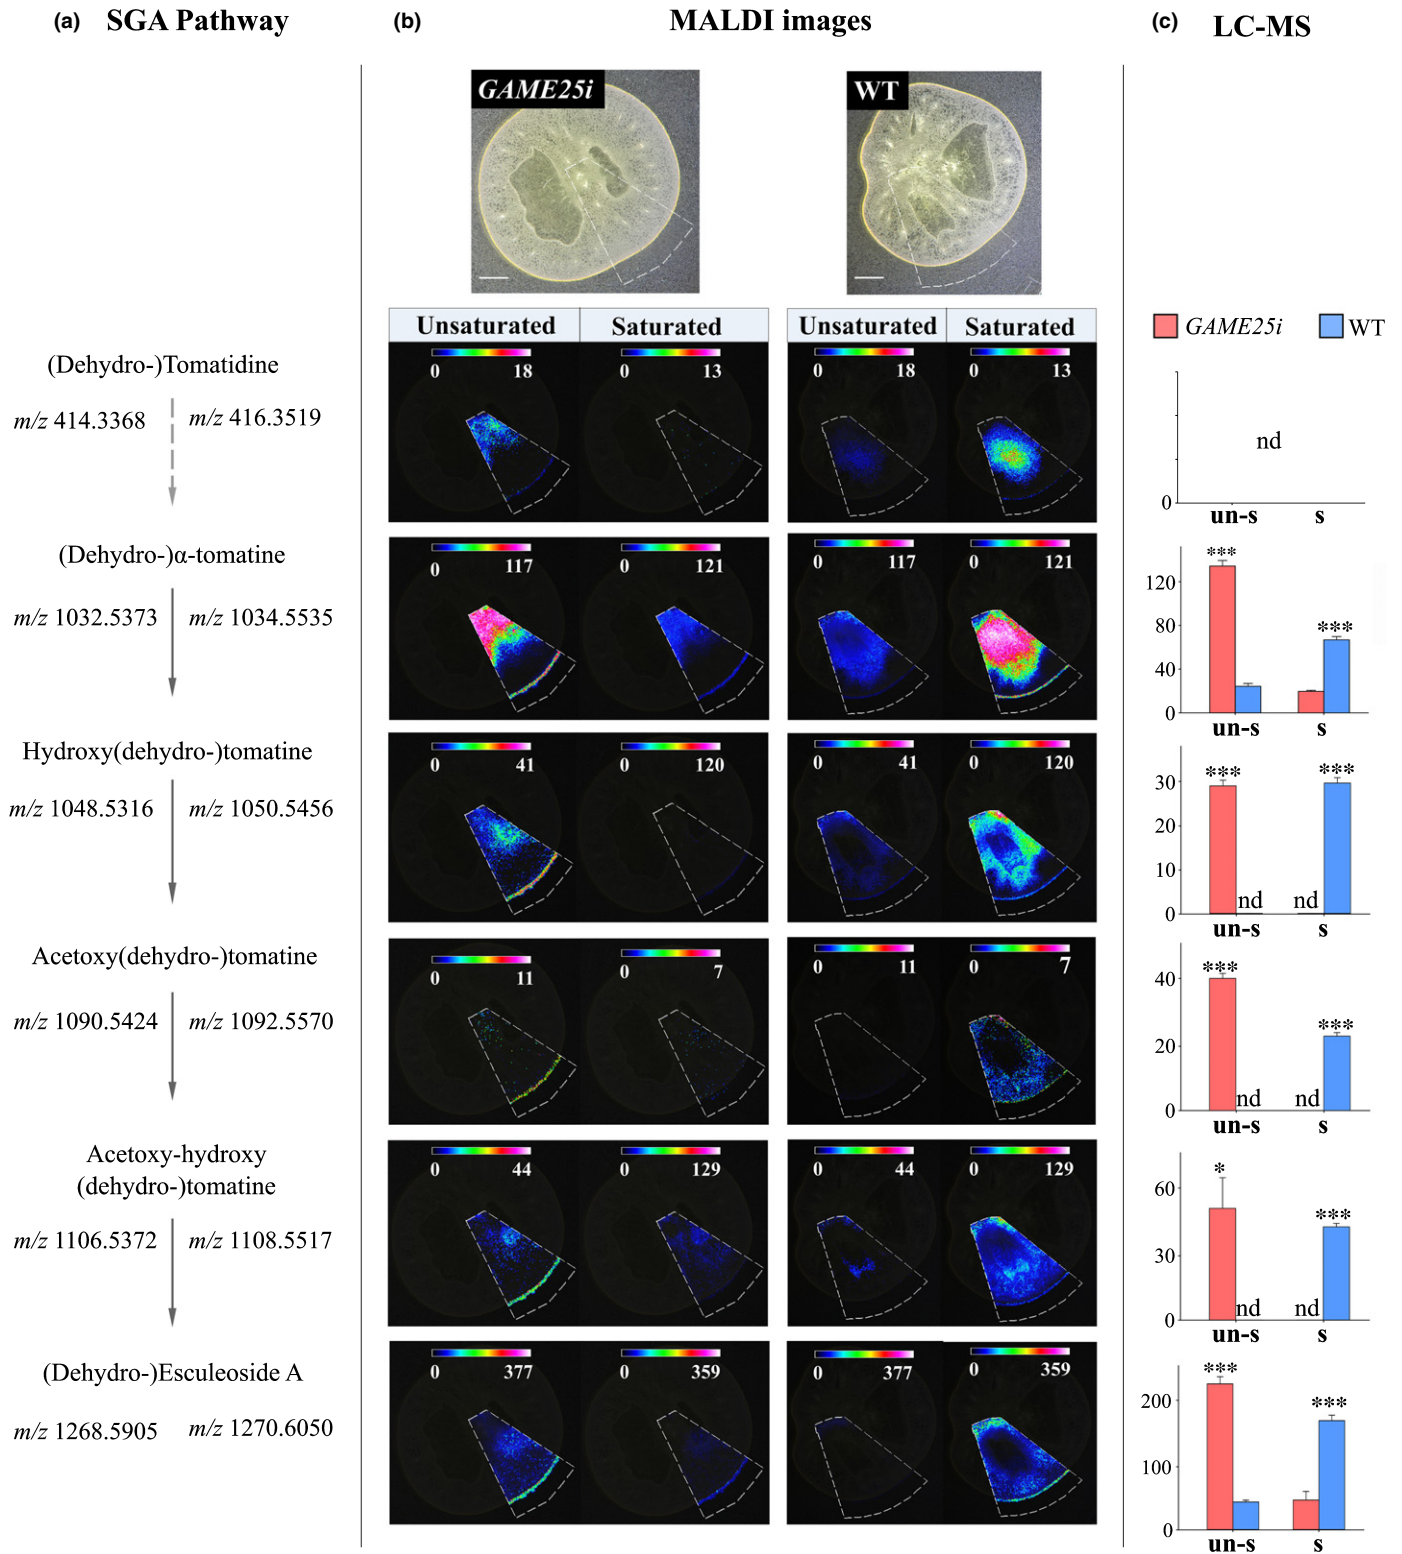 (a) SGA Pathway
(b) MALDI images
(c) LC-MS
GAME25i
WT
Unsaturated Saturated
Unsaturated Saturated
GAME25i WT
(Dehydro-)Tomatidine
m/z 414.3368 m/z 416.3519
0 18 0 13
0 18 0 13
nd
0
un-s s
(Dehydro-)α-tomatine
m/z 1032.5373 m/z 1034.5535
0 117 0 121
0 117 0 121
***
120
80 ***
40
0
un-s s
Hydroxy(dehydro-)tomatine
m/z 1048.5316 m/z 1050.5456
0 41 0 120
0 41 0 120
*** ***
30
20
10
nd nd
0
un-s s
Acetoxy(dehydro-)tomatine
m/z 1090.5424 m/z 1092.5570
0 11 0 7
0 11 0 7
***
40
***
20
nd nd
0
un-s s
Acetoxy-hydroxy
(dehydro-)tomatine
m/z 1106.5372 m/z 1108.5517
0 44 0 129
0 44 0 129
*
60
***
30
nd nd
0
un-s s
(Dehydro-)Esculeoside A
m/z 1268.5905 m/z 1270.6050
0 377 0 359
0 377 0 359
***
200 ***
100
0
un-s s